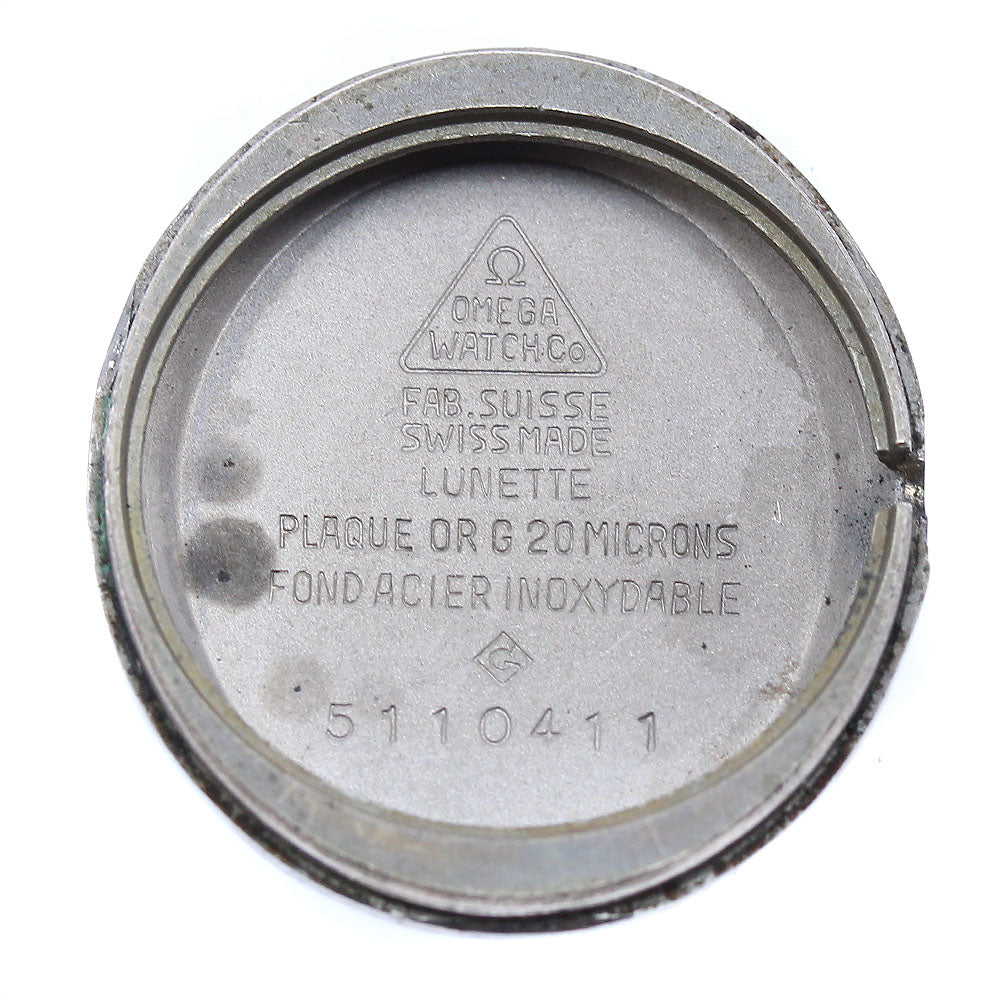 Ω
OMEGA
WATCH Co
FAB. SUISSE
SWISS MADE
LUNETTE
PLAQUE OR G 20 MICRONS
FOND ACIER INOXYDABLE
G
5110411